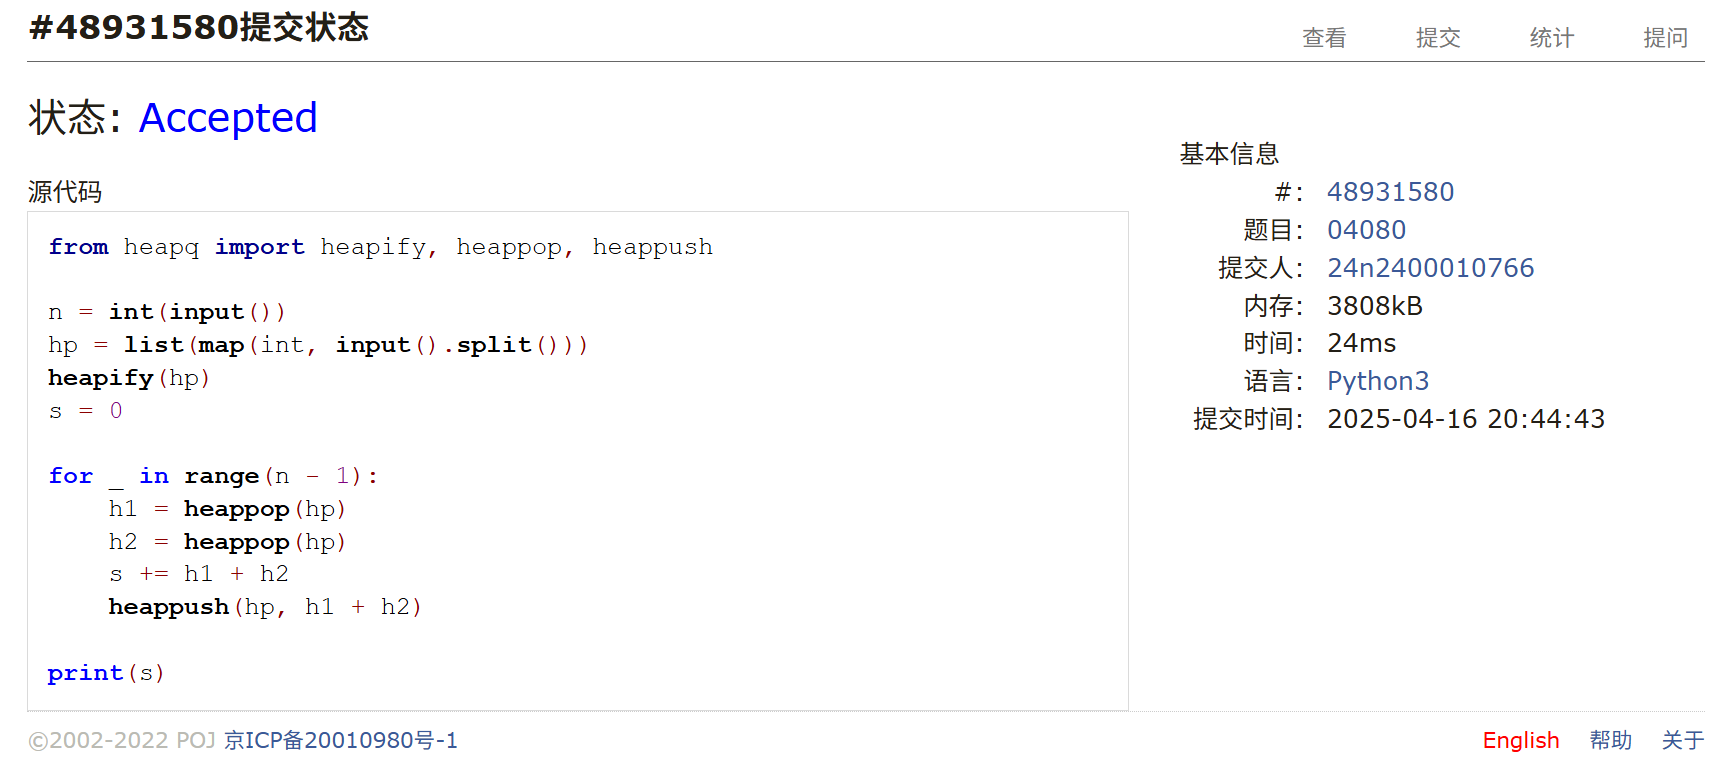 #48931580提交状态
查看 提交 统计 提问
状态: Accepted
源代码
from heapq import heapify, heappop, heappush
n = int(input())
hp = list(map(int, input().split()))
heapify(hp)
s = 0
for _ in range(n - 1):
    h1 = heappop(hp)
    h2 = heappop(hp)
    s += h1 + h2
    heappush(hp, h1 + h2)
print(s)
基本信息
#: 48931580
题目: 04080
提交人: 24n2400010766
内存: 3808kB
时间: 24ms
语言: Python3
提交时间: 2025-04-16 20:44:43
©2002-2022 POJ 京ICP备20010980号-1
English 帮助 关于